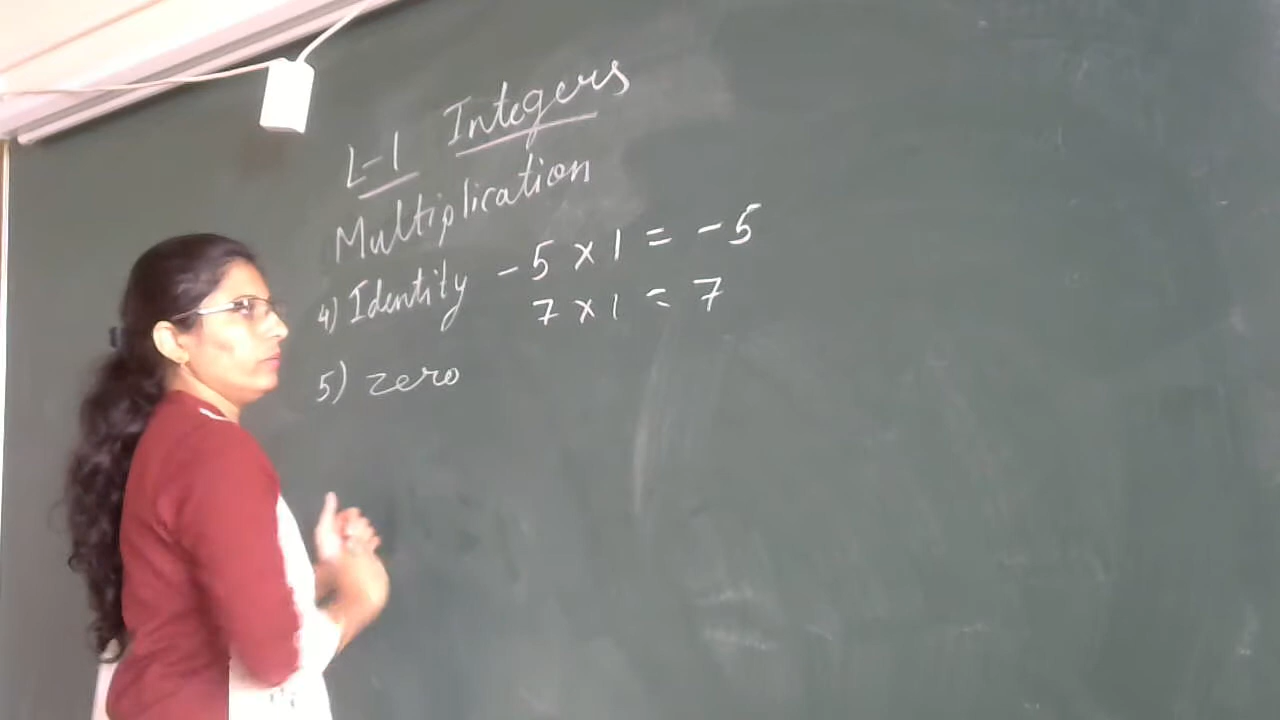 L-1 Integers
Multiplication
4) Identity -5 × 1 = -5
7 × 1 = 7
5) zero